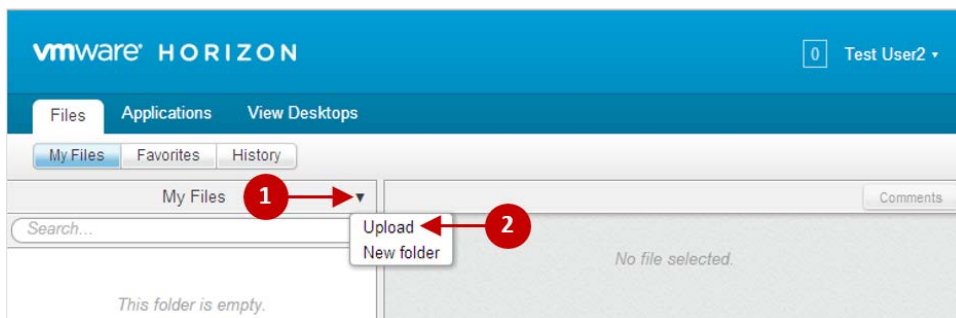 vmware® HORIZON
0 Test User2
Files Applications View Desktops
My Files Favorites History
My Files 1 Comments
Search...
Upload 2
New folder
No file selected.
This folder is empty.